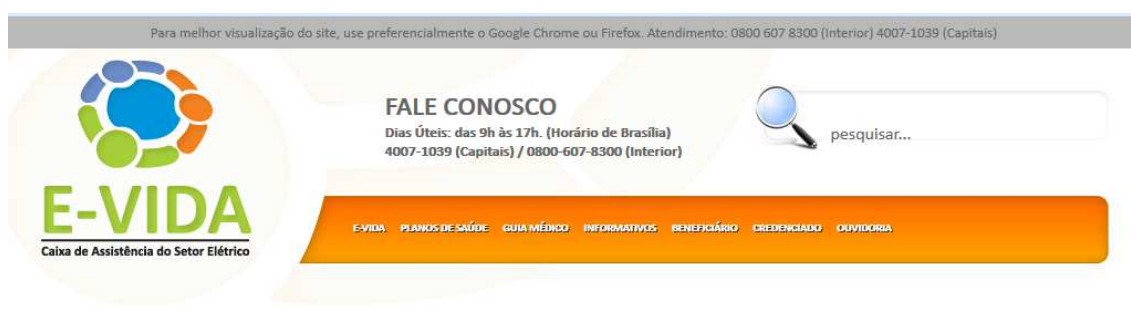 Para melhor visualização do site, use preferencialmente o Google Chrome ou Firefox. Atendimento: 0800 607 8300 (Interior) 4007-1039 (Capitais)
FALE CONOSCO
Dias Úteis: das 9h às 17h. (Horário de Brasília)
4007-1039 (Capitais) / 0800-607-8300 (Interior)
pesquisar...
E-VIDA
Caixa de Assistência do Setor Elétrico
E-VIDA PLANOS DE SAÚDE GUIA MÉDICO INFORMATIVOS BENEFICIÁRIO CREDENCIADO OUVIDORIA